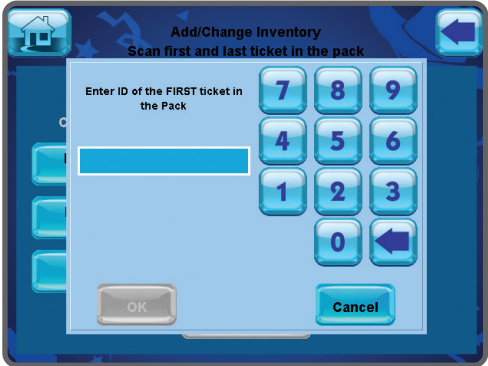 Add/Change Inventory
Scan first and last ticket in the pack
Enter ID of the FIRST ticket in
the Pack
7 8 9
4 5 6
1 2 3
0
OK
Cancel